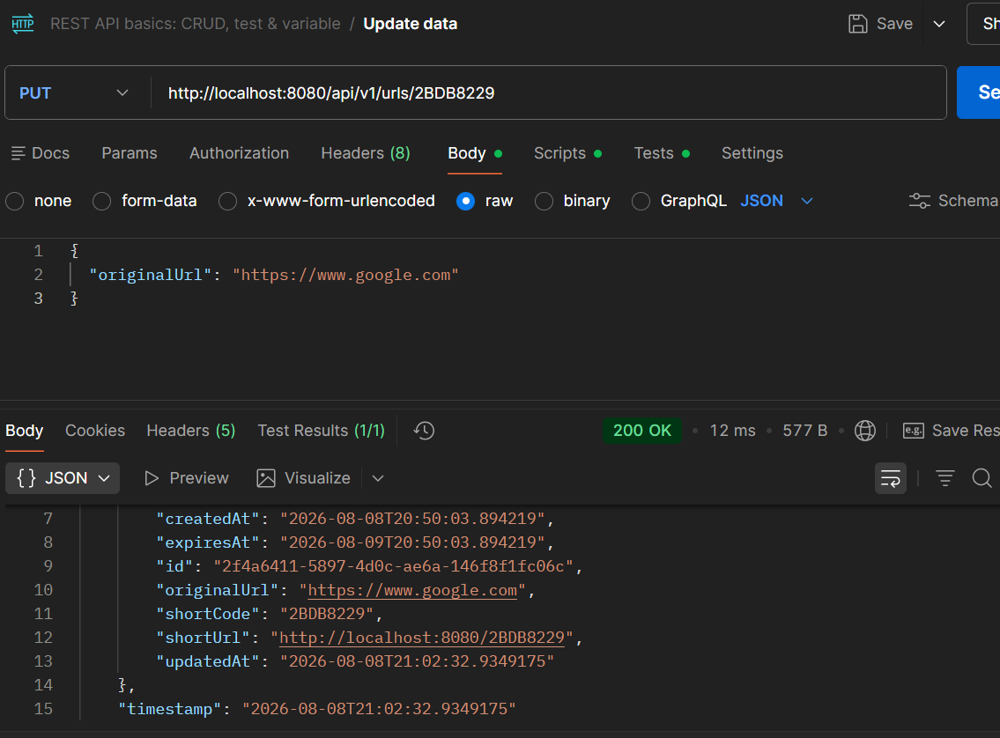 HTTP REST API basics: CRUD, test & variable / Update data Save Sh
PUT http://localhost:8080/api/v1/urls/2BDB8229 Se
Docs Params Authorization Headers (8) Body Scripts Tests Settings
none form-data x-www-form-urlencoded raw binary GraphQL JSON Schema
1 {
2 "originalUrl": "https://www.google.com"
3 }
Body Cookies Headers (5) Test Results (1/1) 200 OK • 12 ms • 577 B • e.g. Save Res
{} JSON Preview Visualize
7 "createdAt": "2026-08-08T20:50:03.894219",
8 "expiresAt": "2026-08-09T20:50:03.894219",
9 "id": "2f4a6411-5897-4d0c-ae6a-146f8f1fc06c",
10 "originalUrl": "https://www.google.com",
11 "shortCode": "2BDB8229",
12 "shortUrl": "http://localhost:8080/2BDB8229",
13 "updatedAt": "2026-08-08T21:02:32.9349175"
14 },
15 "timestamp": "2026-08-08T21:02:32.9349175"